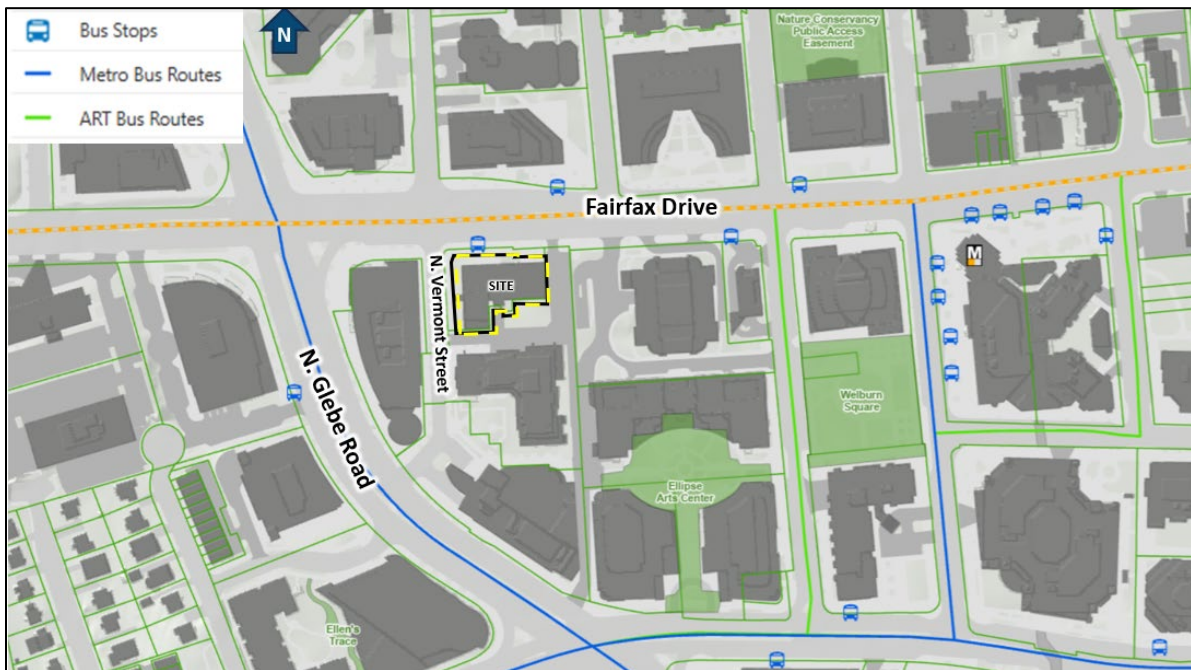 Bus Stops
Metro Bus Routes
ART Bus Routes
N
Nature Conservancy
Public Access
Easement
Fairfax Drive
N. Vermont Street
SITE
M
N. Glebe Road
Welburn
Square
Ellipse
Arts Center
Ellen's
Trace